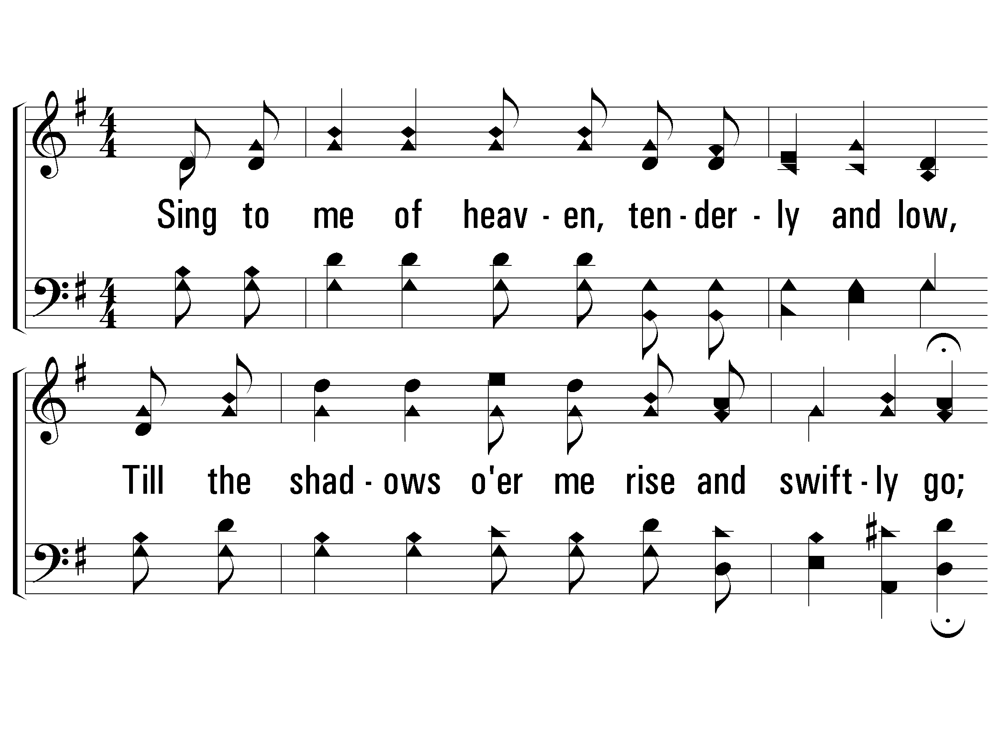 Sing to me of heav - en, ten - der - ly and low,
Till the shad - ows o'er me rise and swift - ly go;